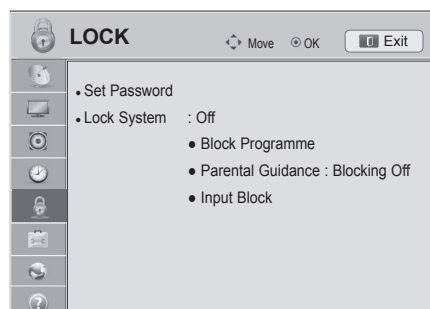 LOCK
Move OK Exit
• Set Password
• Lock System : Off
● Block Programme
● Parental Guidance : Blocking Off
● Input Block
?